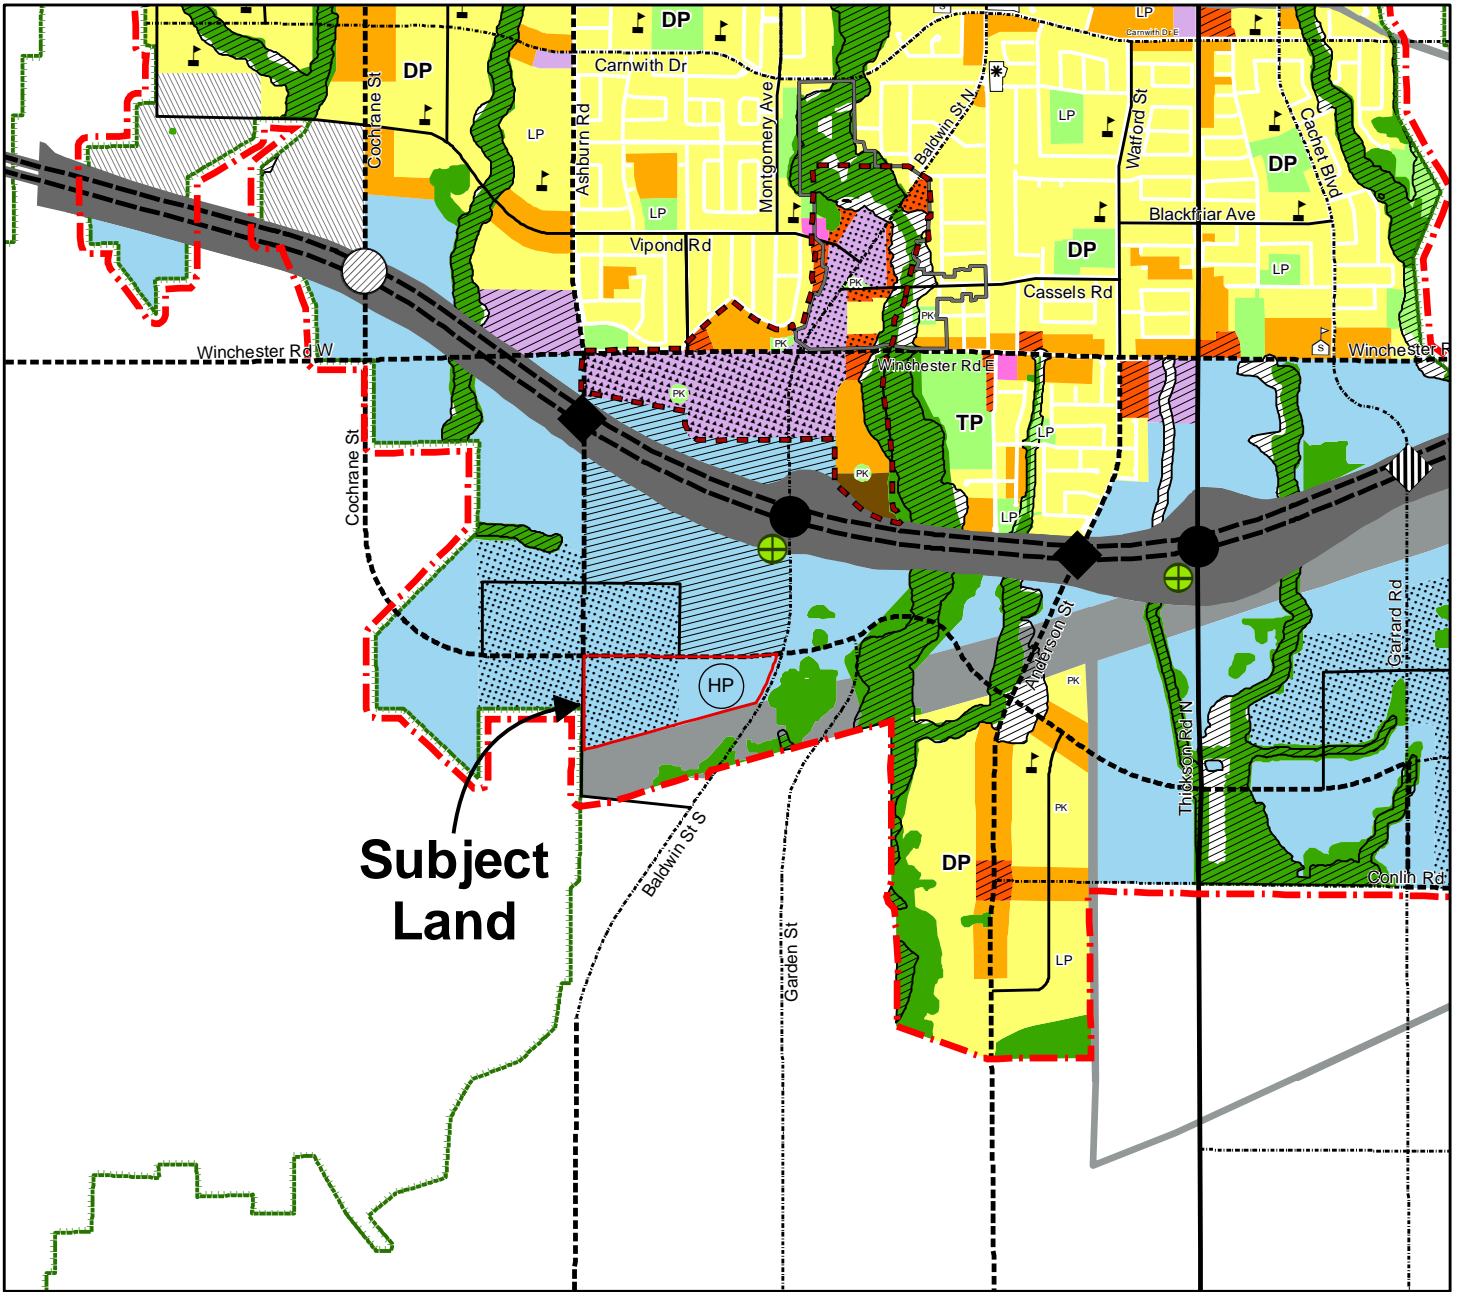 DP
S
LP
Carnwith Dr E
Carnwith Dr
DP
Cochrane St
Ashburn Rd
Montgomery Ave
Baldwin St N
LP
LP
Watford St
Cachet Blvd
DP
LP
Blackfriar Ave
Vipond Rd
DP
LP
PK
Cassels Rd
PK
Winchester Rd W
PK
S
Winchester R
Winchester Rd E
PK
TP
LP
Cochrane St
PK
LP
Anderson St
Garrard Rd
HP
PK
Thickson Rd N
PK
Subject
Land
Baldwin St S
DP
Conlin Rd
Garden St
LP